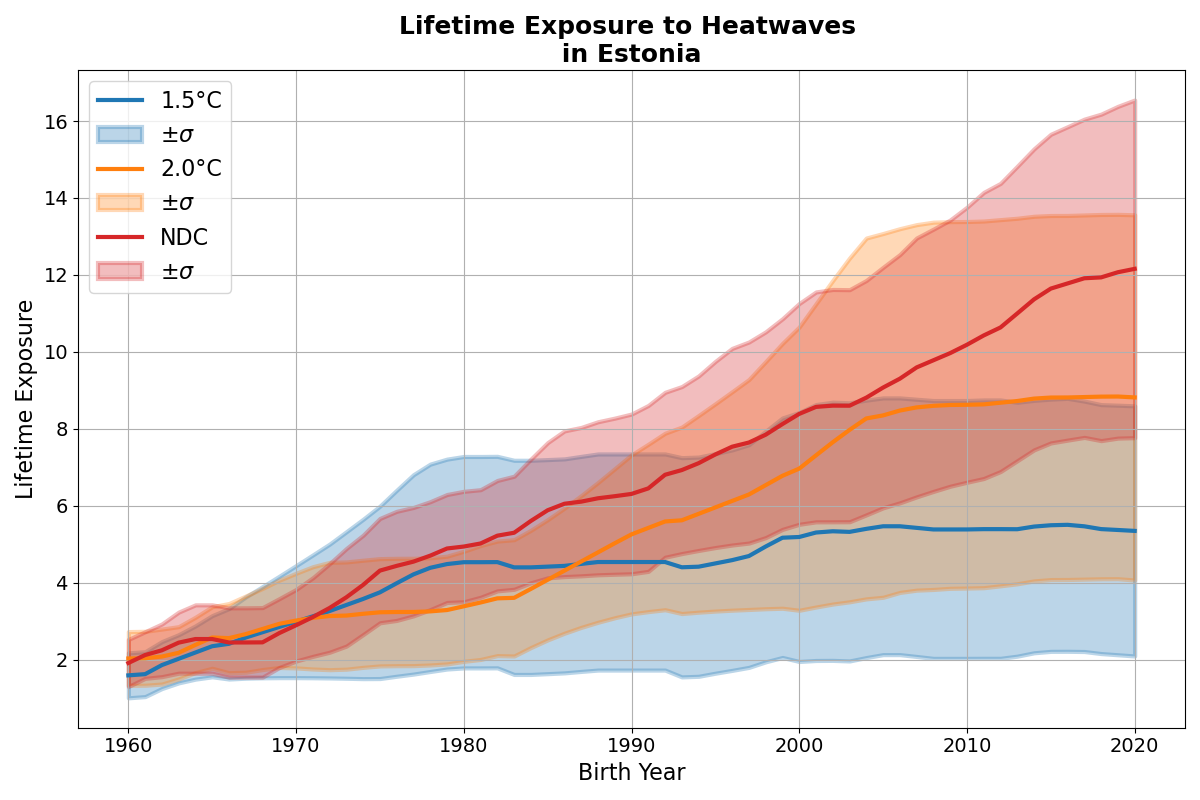 Lifetime Exposure to Heatwaves
in Estonia
1.5°C
±σ
2.0°C
±σ
NDC
±σ
Lifetime Exposure
16
14
12
10
8
6
4
2
1960
1970
1980
1990
2000
2010
2020
Birth Year